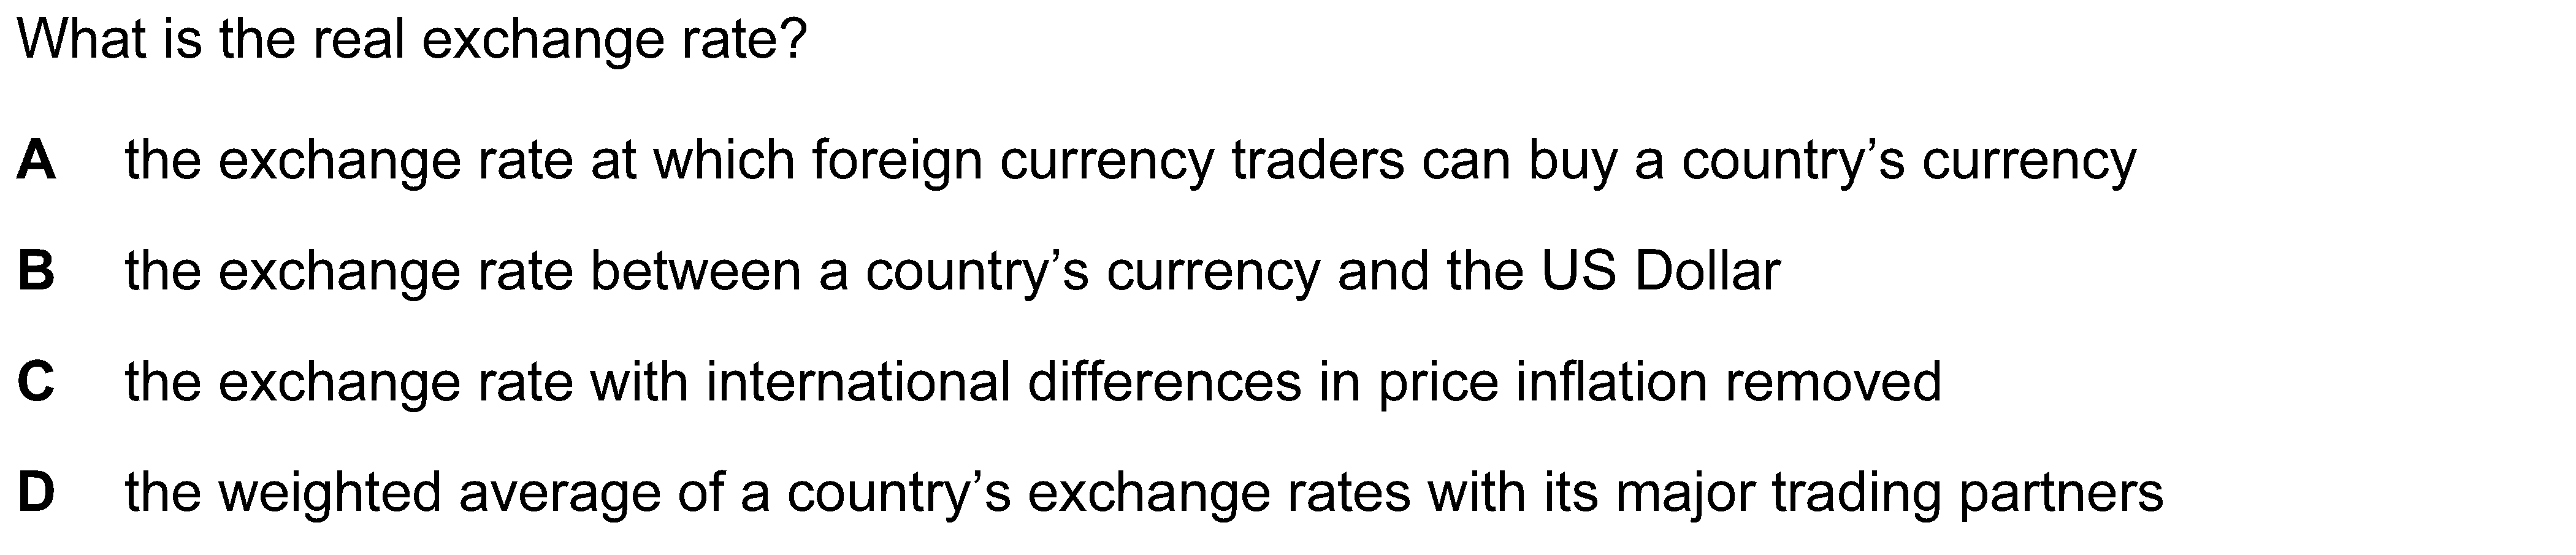 What is the real exchange rate?
A the exchange rate at which foreign currency traders can buy a country’s currency
B the exchange rate between a country’s currency and the US Dollar
C the exchange rate with international differences in price inflation removed
D the weighted average of a country’s exchange rates with its major trading partners